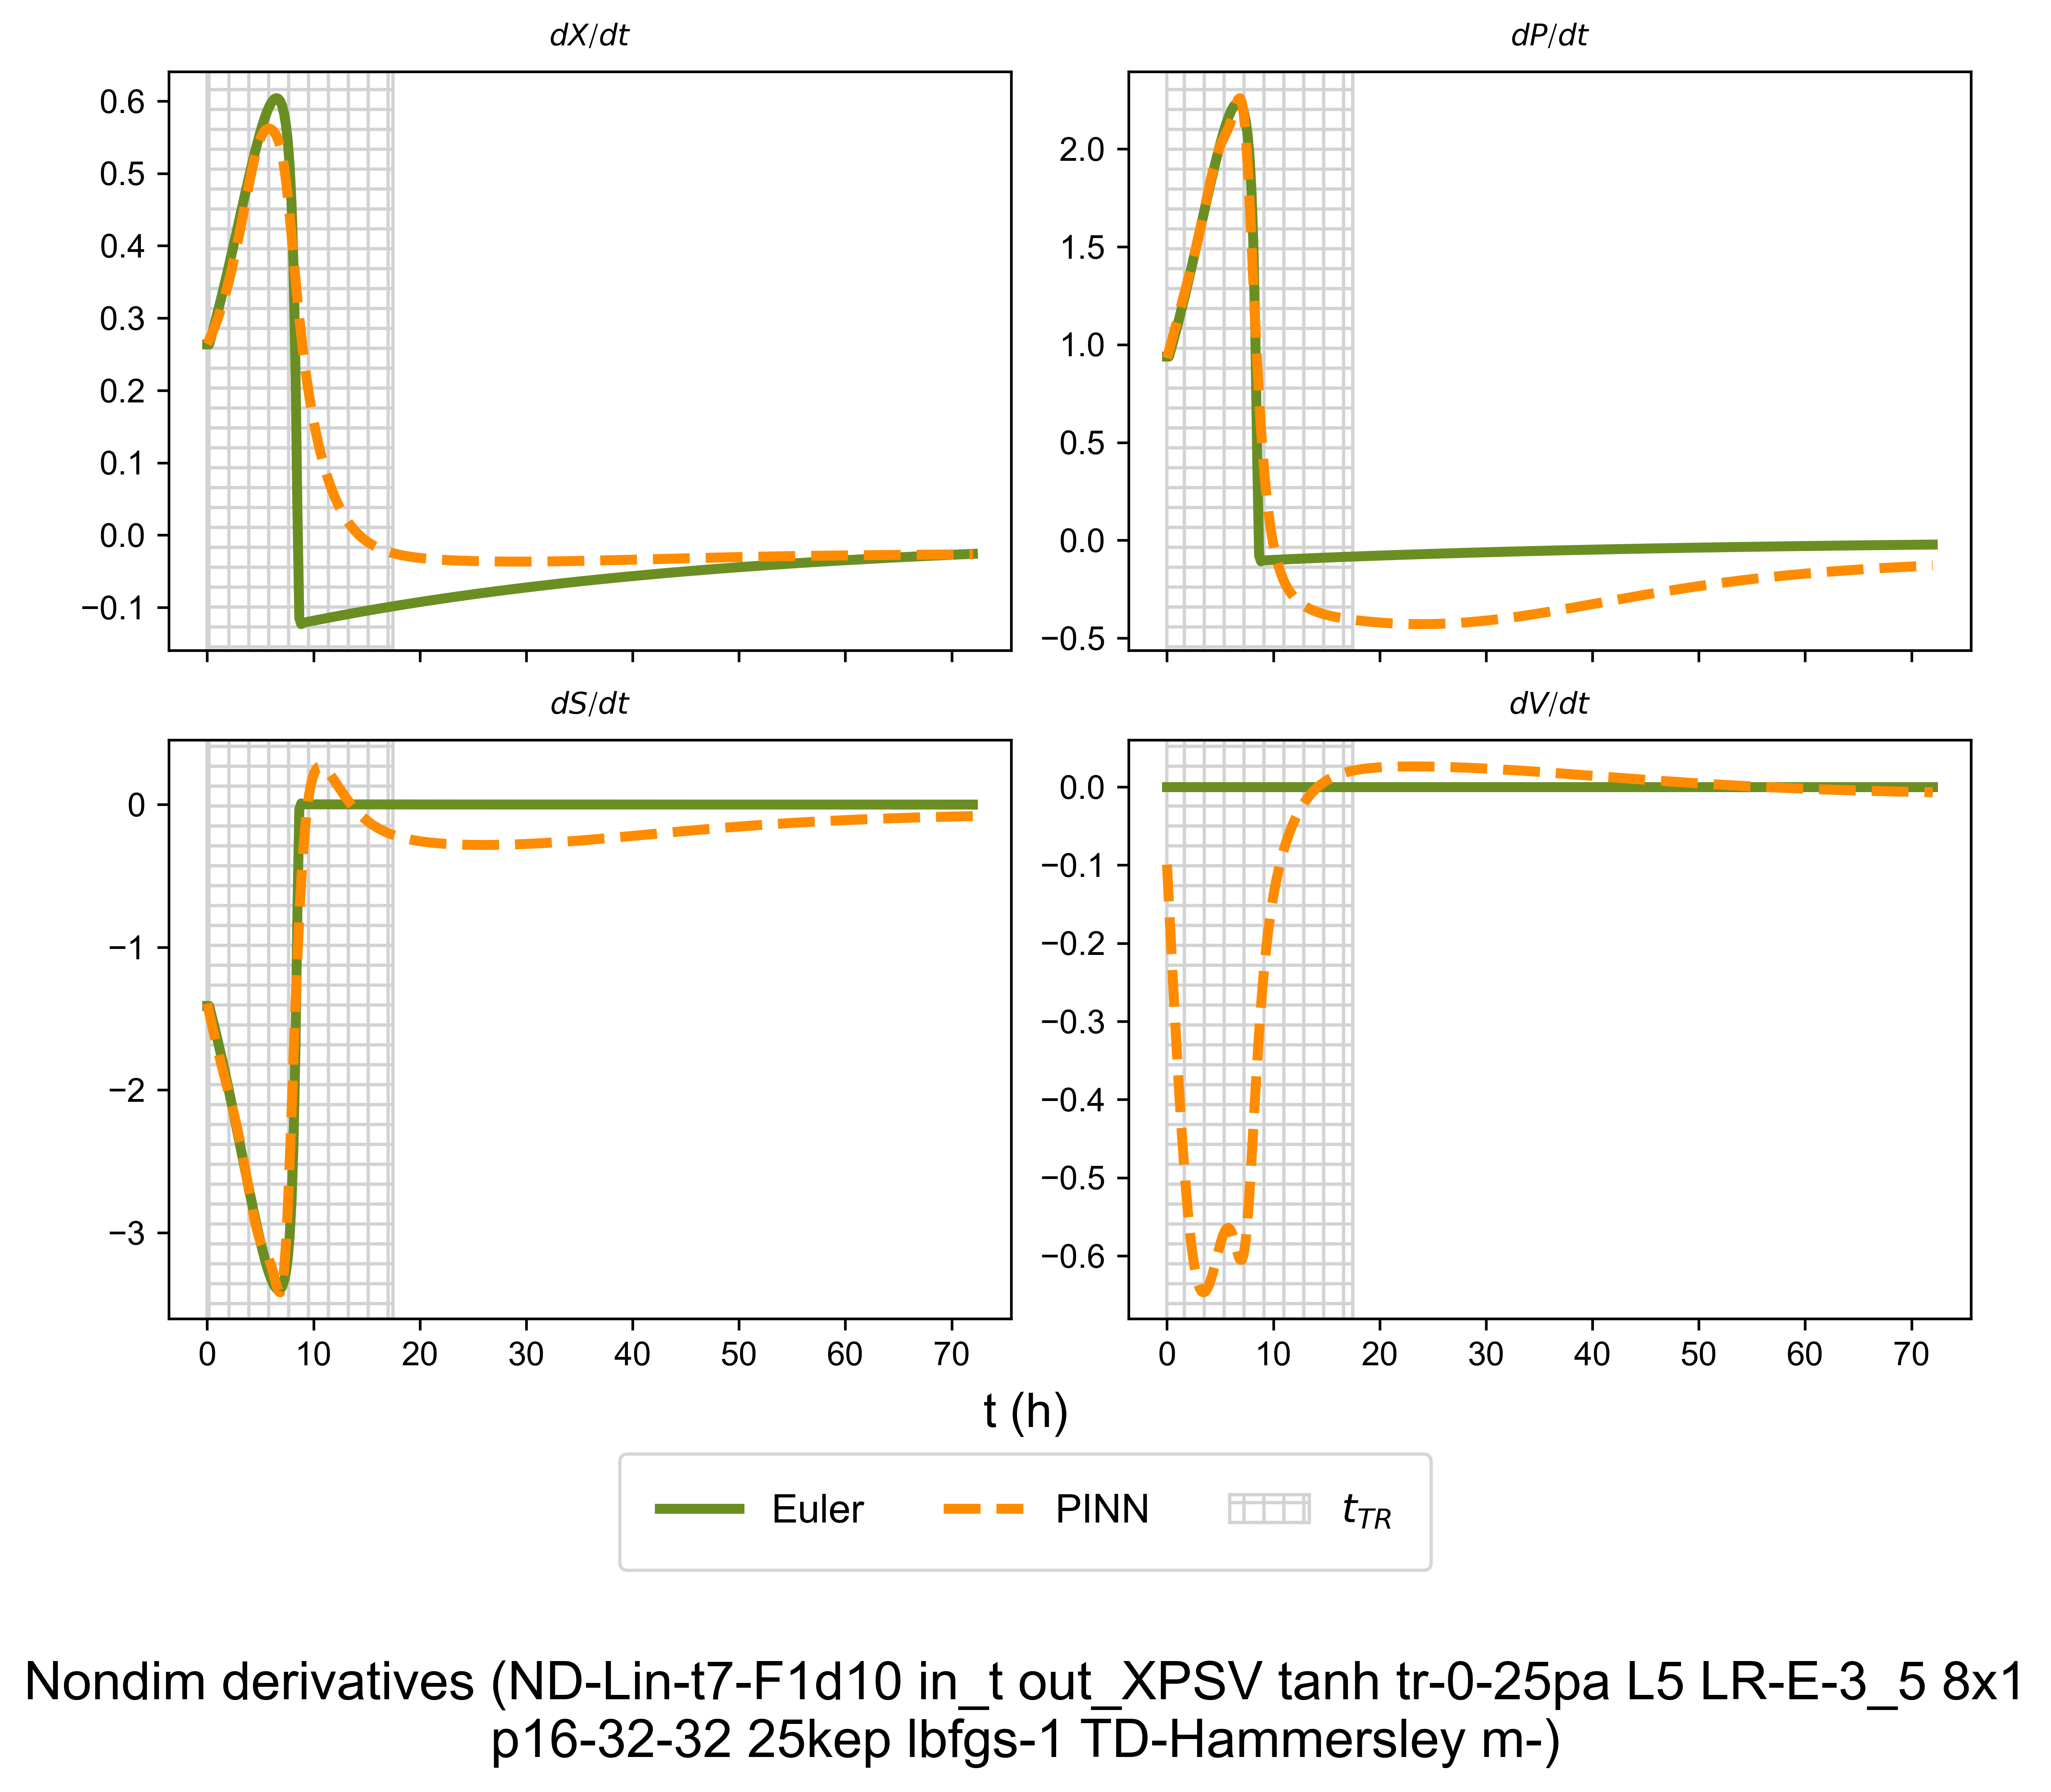 dX/dt
dP/dt
0.6
0.5
0.4
0.3
0.2
0.1
0.0
−0.1
2.0
1.5
1.0
0.5
0.0
−0.5
dS/dt
dV/dt
0
−1
−2
−3
0.0
−0.1
−0.2
−0.3
−0.4
−0.5
−0.6
0 10 20 30 40 50 60 70
0 10 20 30 40 50 60 70
t (h)
Euler PINN t_TR
Nondim derivatives (ND-Lin-t7-F1d10 in_t out_XPSV tanh tr-0-25pa L5 LR-E-3_5 8x1
p16-32-32 25kep lbfgs-1 TD-Hammersley m-)